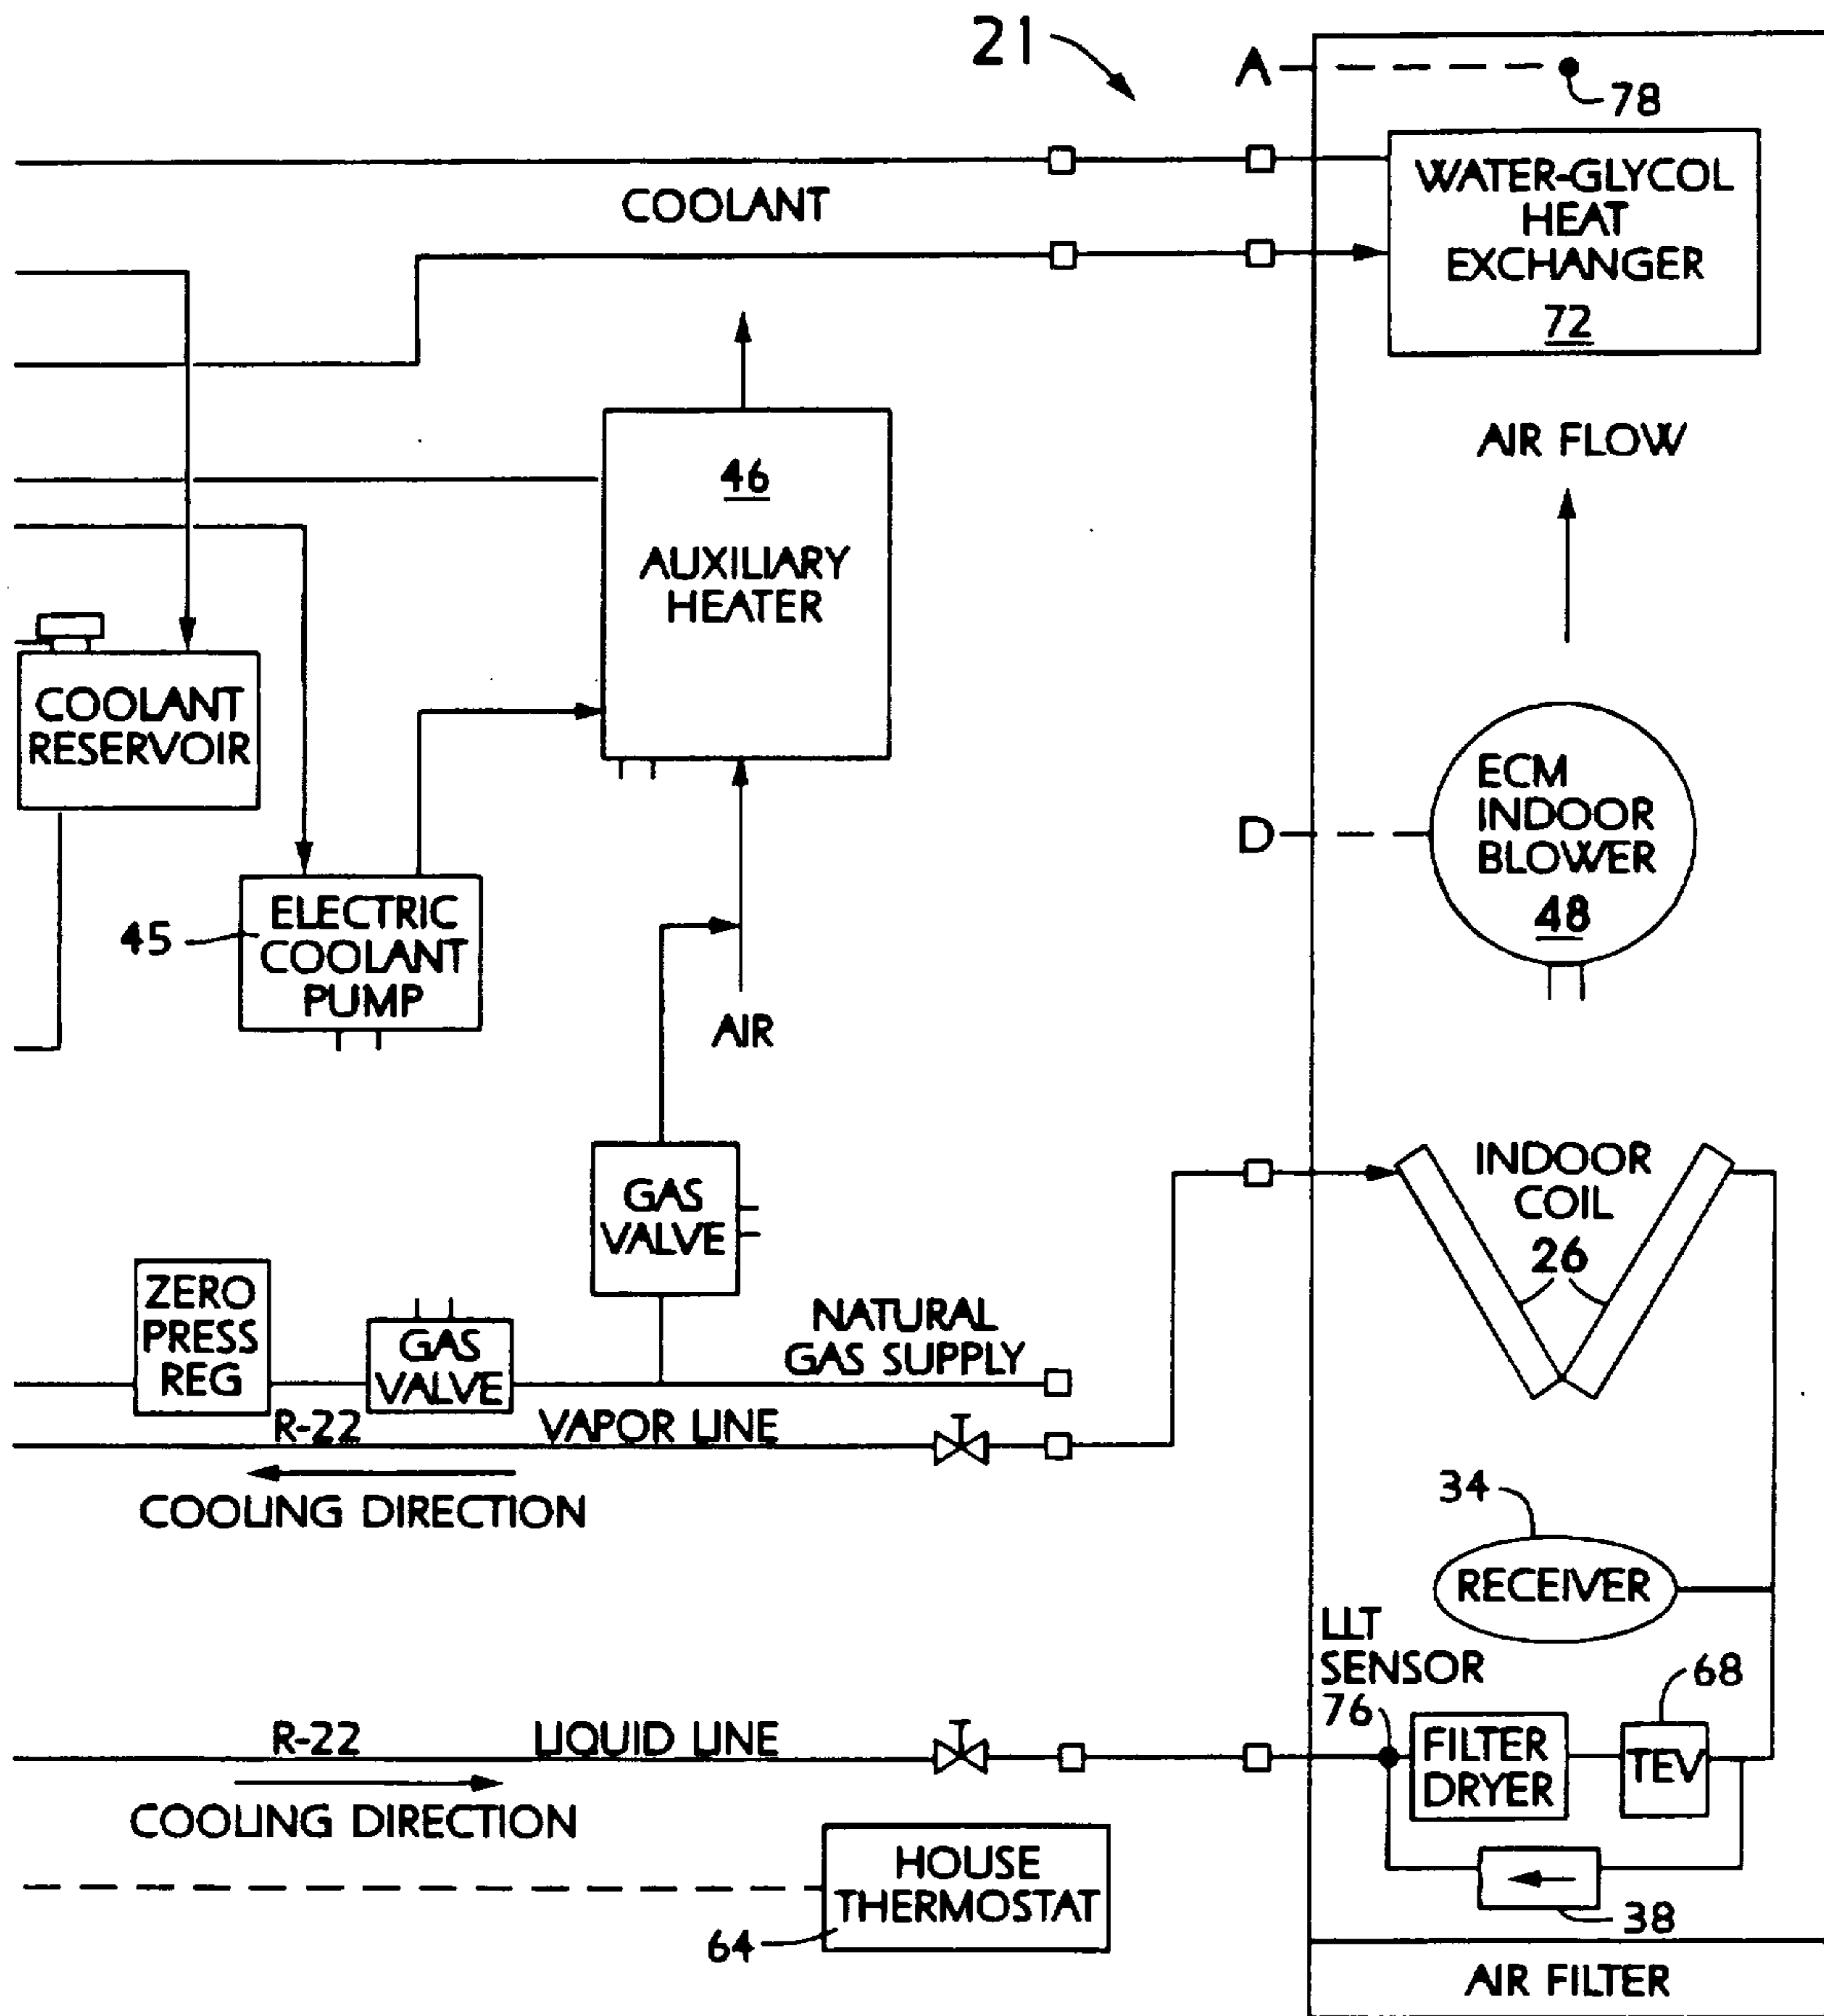 21
A
78
COOLANT
WATER-GLYCOL
HEAT
EXCHANGER
72
AIR FLOW
46
AUXILIARY
HEATER
COOLANT
RESERVOIR
D
ECM
INDOOR
BLOWER
48
45
ELECTRIC
COOLANT
PUMP
AIR
GAS
VALVE
INDOOR
COIL
26
ZERO
PRESS
REG
GAS
VALVE
NATURAL
GAS SUPPLY
R-22 VAPOR LINE
COOLING DIRECTION
34
RECEIVER
LLT
SENSOR
76
68
FILTER
DRYER
TEV
R-22 LIQUID LINE
COOLING DIRECTION
HOUSE
THERMOSTAT
64
38
AIR FILTER